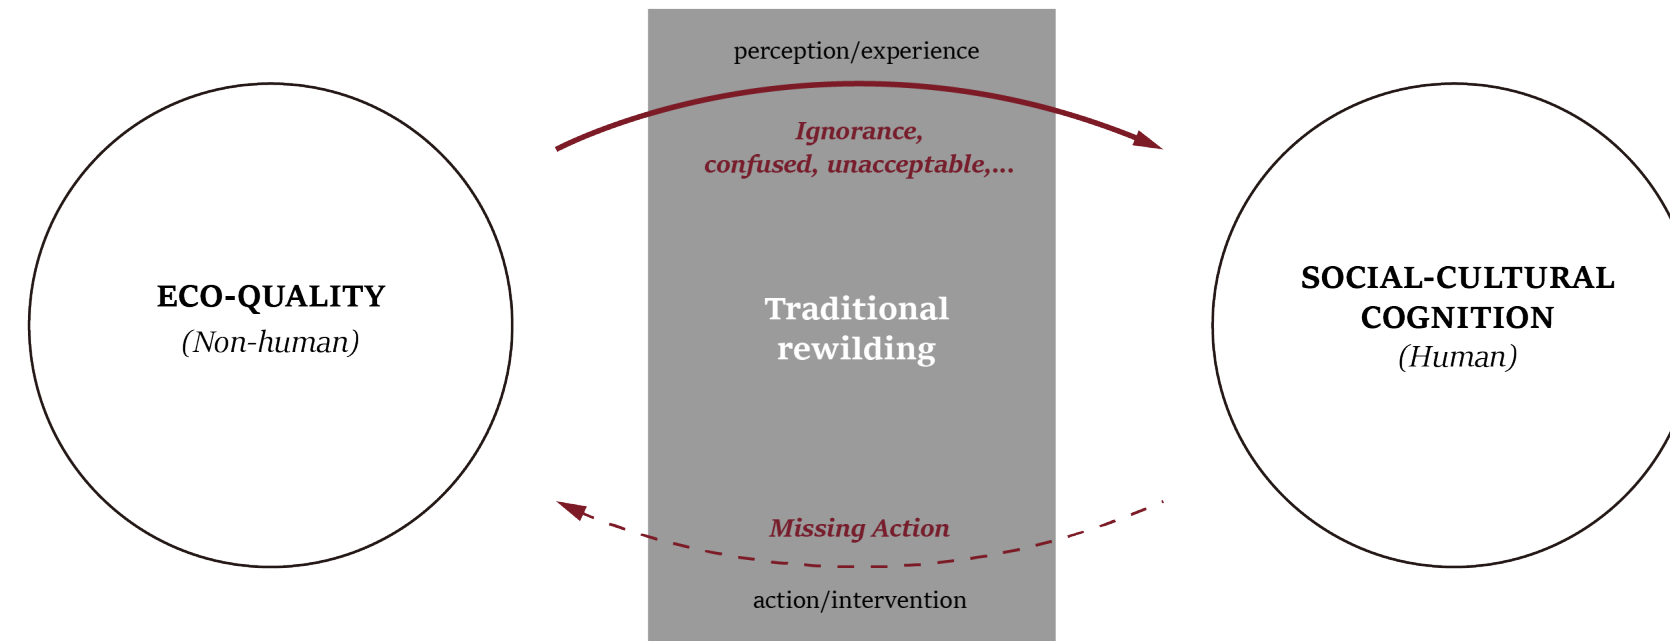 perception/experience
Ignorance,
confused, unacceptable,...
ECO-QUALITY
(Non-human)
Traditional
rewilding
SOCIAL-CULTURAL
COGNITION
(Human)
Missing Action
action/intervention